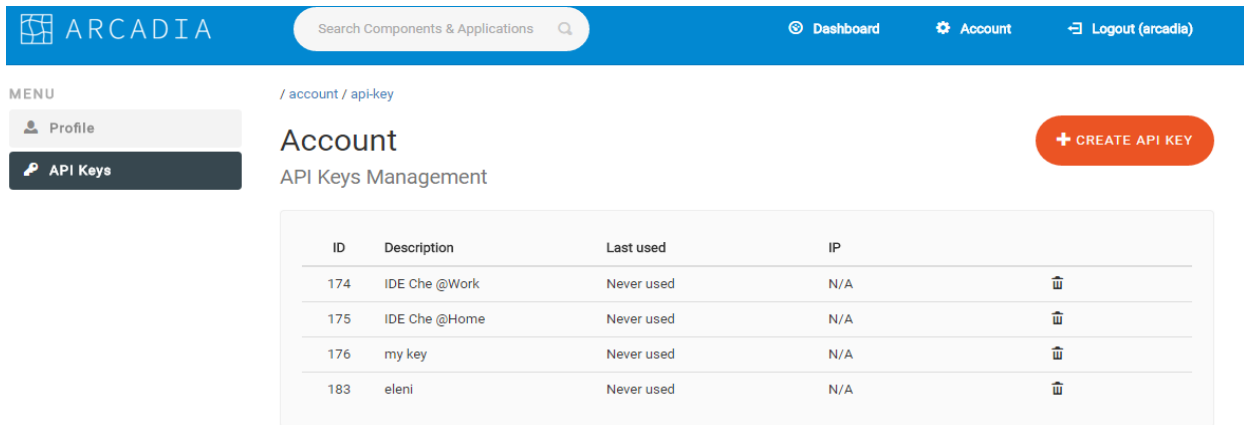 ARCADIA
Search Components & Applications
Dashboard
Account
Logout (arcadia)
MENU
Profile
API Keys
/ account / api-key
Account
CREATE API KEY
API Keys Management
ID Description Last used IP
174 IDE Che @Work Never used N/A
175 IDE Che @Home Never used N/A
176 my key Never used N/A
183 eleni Never used N/A